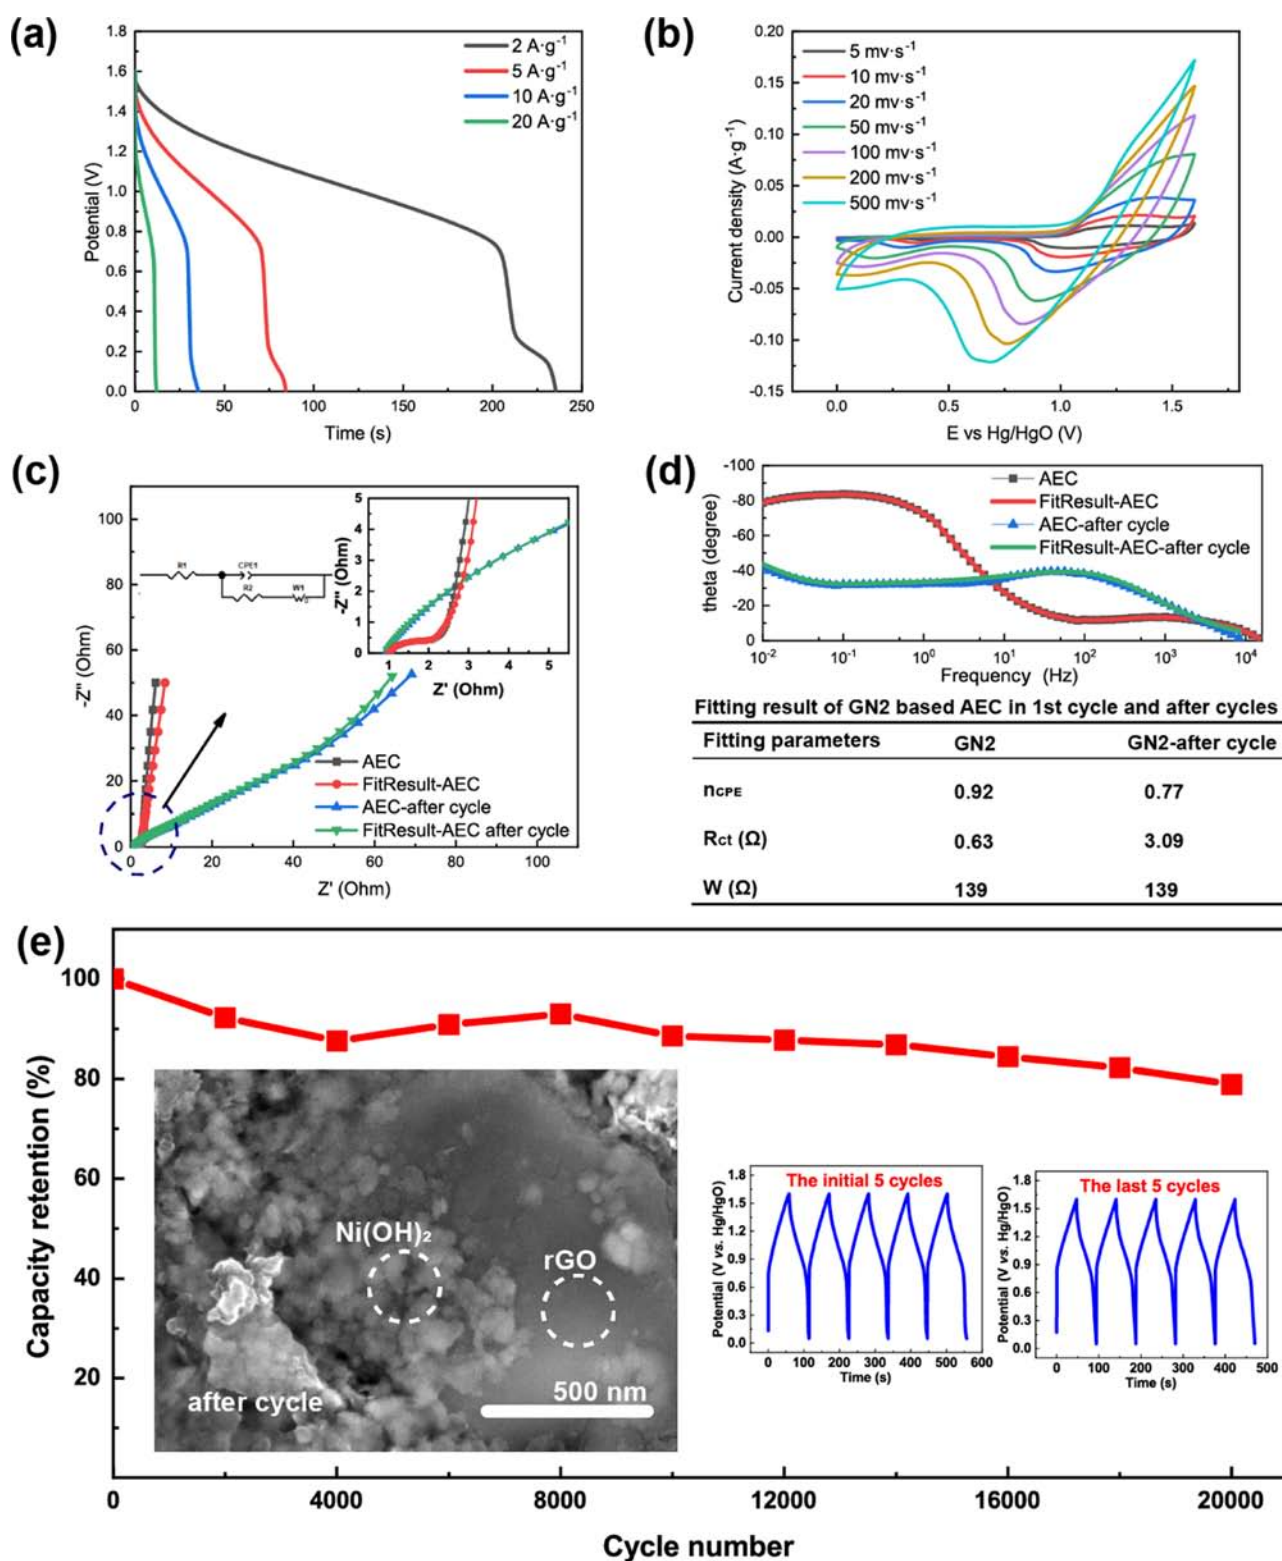 (a)
1.8
1.6
1.4
1.2
1.0
0.8
0.6
0.4
0.2
0.0
Potential (V)
2 A·g⁻¹
5 A·g⁻¹
10 A·g⁻¹
20 A·g⁻¹
0 50 100 150 200 250
Time (s)
(b)
0.20
0.15
0.10
0.05
0.00
-0.05
-0.10
-0.15
Current density (A·g⁻¹)
5 mv·s⁻¹
10 mv·s⁻¹
20 mv·s⁻¹
50 mv·s⁻¹
100 mv·s⁻¹
200 mv·s⁻¹
500 mv·s⁻¹
0.0 0.5 1.0 1.5
E vs Hg/HgO (V)
(c)
100
80
60
40
20
0
-Z'' (Ohm)
R1
CPE1
R2
W1
5
4
3
2
1
0
-Z'' (Ohm)
1 2 3 4 5
Z' (Ohm)
AEC
FitResult-AEC
AEC-after cycle
FitResult-AEC after cycle
0 20 40 60 80 100
Z' (Ohm)
(d)
-100
-80
-60
-40
-20
0
theta (degree)
AEC
FitResult-AEC
AEC-after cycle
FitResult-AEC-after cycle
10⁻² 10⁻¹ 10⁰ 10¹ 10² 10³ 10⁴
Frequency (Hz)
Fitting result of GN2 based AEC in 1st cycle and after cycles
Fitting parameters GN2 GN2-after cycle
nCPE 0.92 0.77
Rct (Ω) 0.63 3.09
W (Ω) 139 139
(e)
100
80
60
40
20
Capacity retention (%)
Ni(OH)₂
rGO
after cycle
500 nm
The initial 5 cycles
1.8
1.5
1.2
0.9
0.6
0.3
0.0
Potential (V vs. Hg/HgO)
0 100 200 300 400 500 600
Time (s)
The last 5 cycles
1.8
1.5
1.2
0.9
0.6
0.3
0.0
Potential (V vs. Hg/HgO)
0 100 200 300 400 500
Time (s)
0 4000 8000 12000 16000 20000
Cycle number